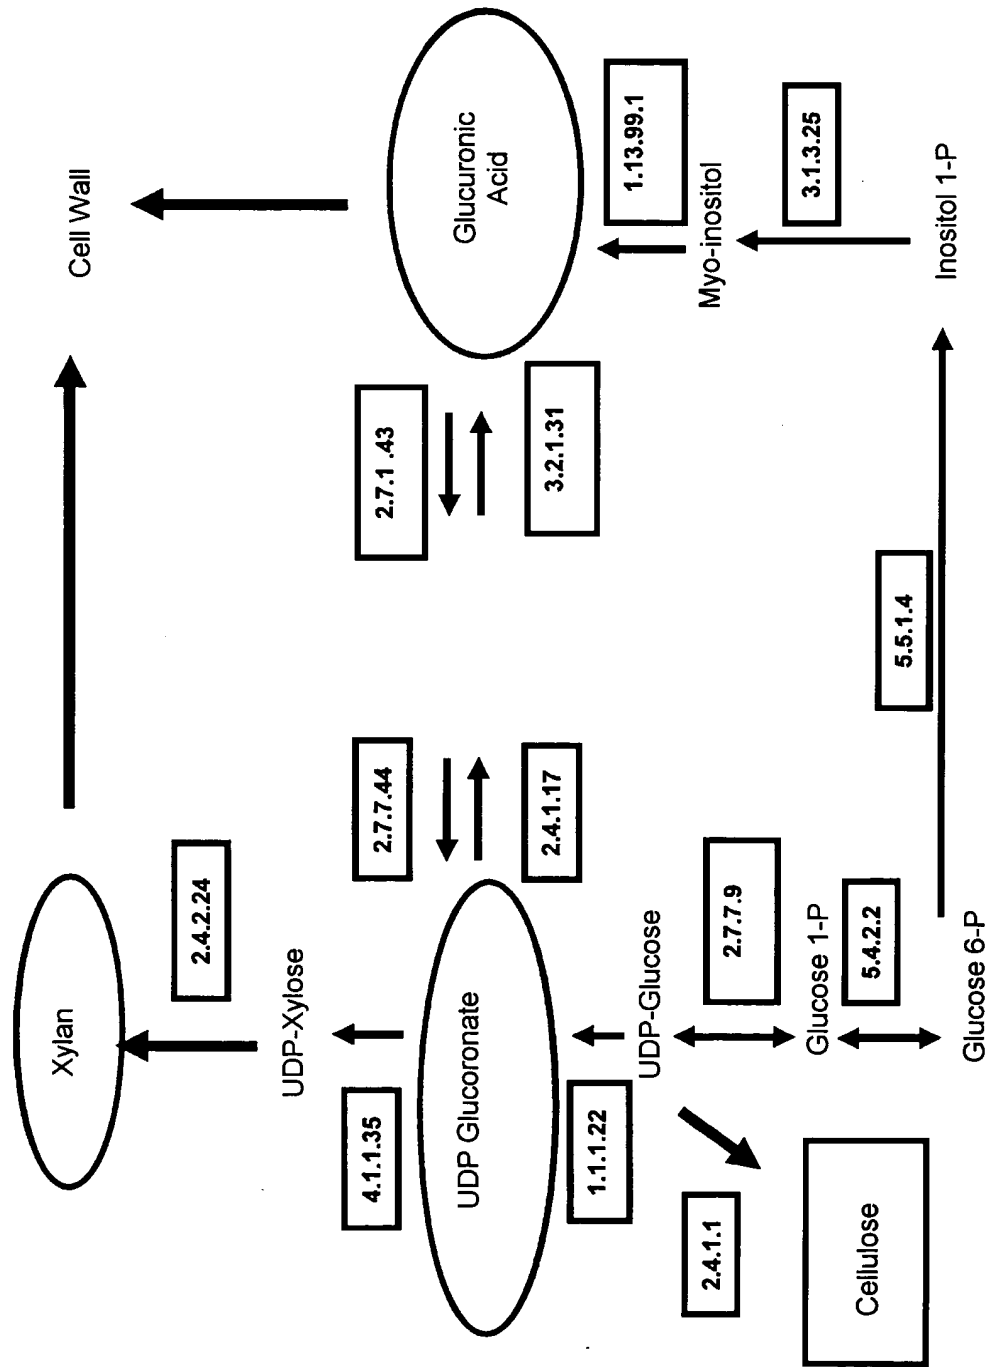 Xylan
2.4.2.24
Cell Wall
UDP-Xylose
4.1.1.35
2.7.7.44
2.7.1 .43
UDP Glucoronate
Glucuronic
Acid
2.4.1.17
3.2.1.31
1.1.1.22
1.13.99.1
UDP-Glucose
Myo-inositol
2.4.1.1
2.7.7.9
3.1.3.25
Glucose 1-P
Cellulose
5.4.2.2
5.5.1.4
Glucose 6-P
Inositol 1-P